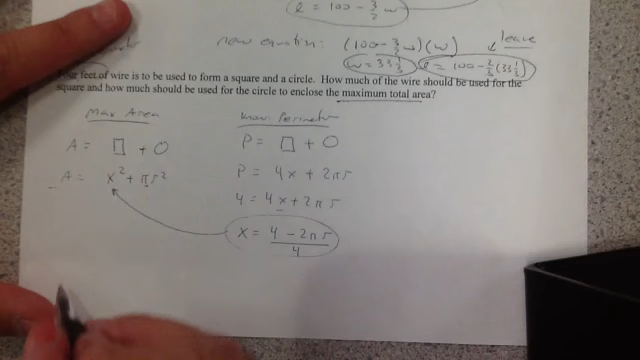 l = 100 - 3/2 w
new equation: (100 - 3/2 w)(w)
leave
w = 33 1/3
l = 100 - 3/2 (33 1/3)
feet of wire is to be used to form a square and a circle. How much of the wire should be used for the
square and how much should be used for the circle to enclose the maximum total area?
Max Area
Perimeter
A = □ + O
P = □ + O
A = x² + πr²
P = 4x + 2πr
4 = 4x + 2πr
x = 4 - 2πr / 4